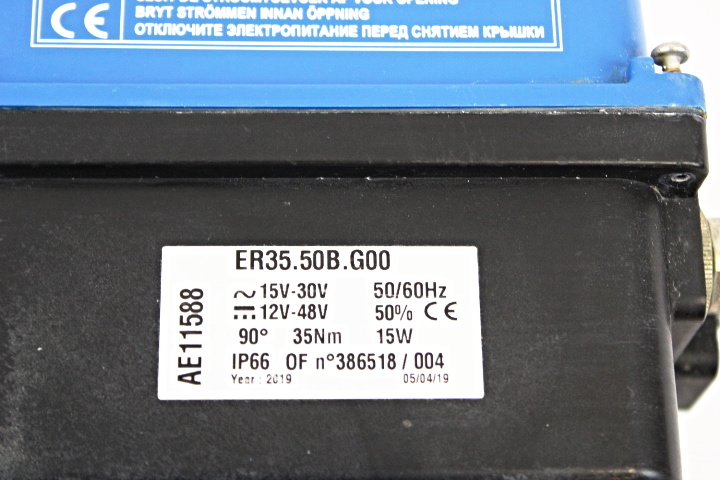 CE
BRYT STRÖMMEN INNAN ÖPPNING
ОТКЛЮЧИТЕ ЭЛЕКТРОПИТАНИЕ ПЕРЕД СНЯТИЕМ КРЫШКИ
AE11588
ER35.50B.G00
~ 15V-30V 50/60Hz
12V-48V 50% CE
90° 35Nm 15W
IP66 OF n°386518 / 004
Year : 2019 05/04/19